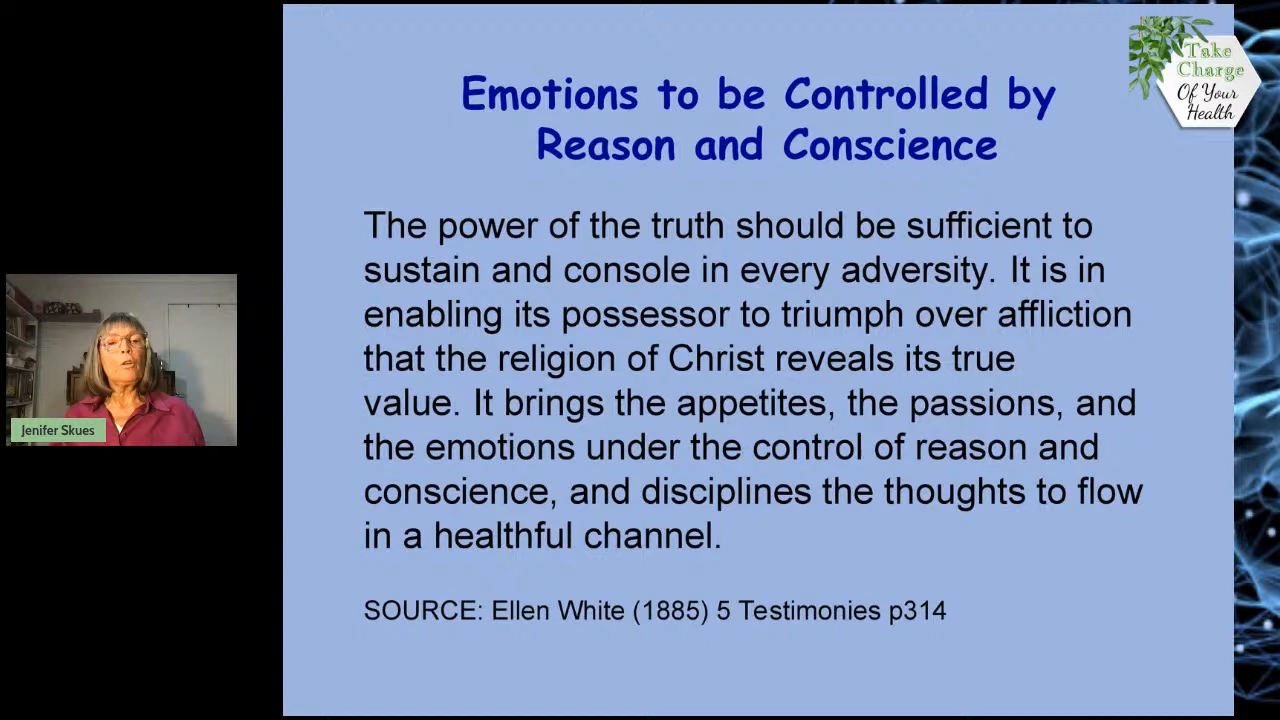 Take
Charge
Of Your
Health
Emotions to be Controlled by
Reason and Conscience
The power of the truth should be sufficient to
sustain and console in every adversity. It is in
enabling its possessor to triumph over affliction
that the religion of Christ reveals its true
value. It brings the appetites, the passions, and
the emotions under the control of reason and
conscience, and disciplines the thoughts to flow
in a healthful channel.
SOURCE: Ellen White (1885) 5 Testimonies p314
Jenifer Skues